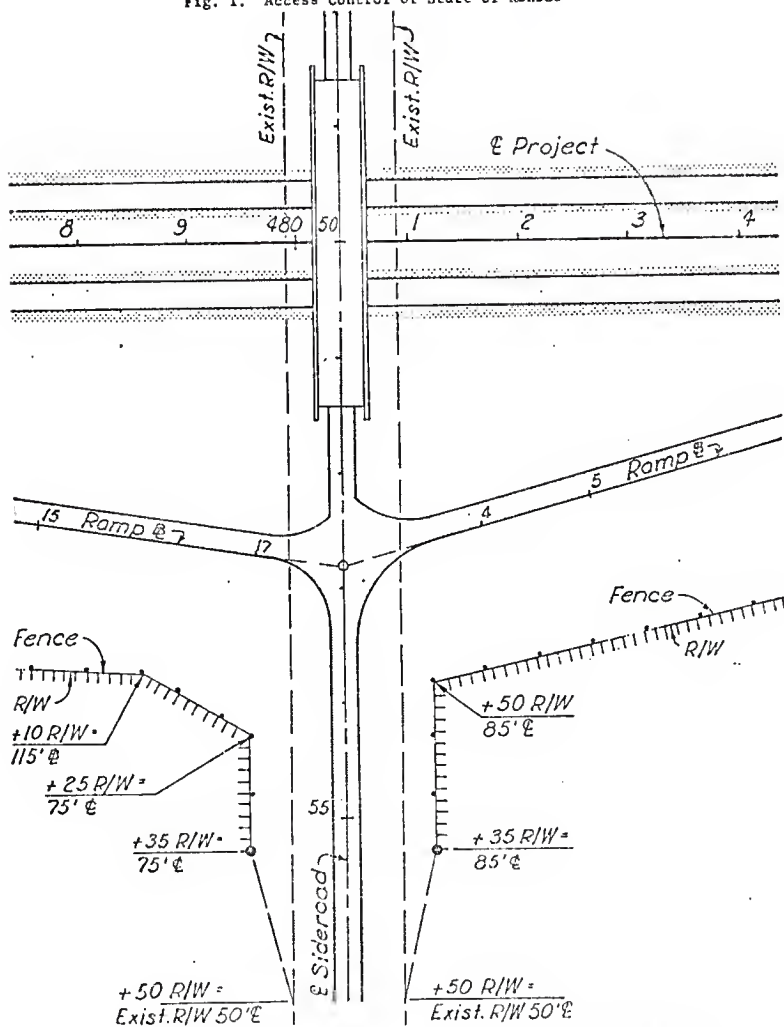 Fig. 1. Access Control of State of Kansas
Exist. R/W
Exist. R/W
℄ Project
8 9 480 50 1 2 3 4
15 Ramp ℄
17
4
5 Ramp ℄
Fence
R/W
+10 R/W=
115' ℄
+25 R/W=
75' ℄
+35 R/W=
75' ℄
+50 R/W=
Exist. R/W 50' ℄
55
℄ Sideroad
Fence
R/W
+50 R/W
85' ℄
+35 R/W=
85' ℄
+50 R/W=
Exist. R/W 50' ℄